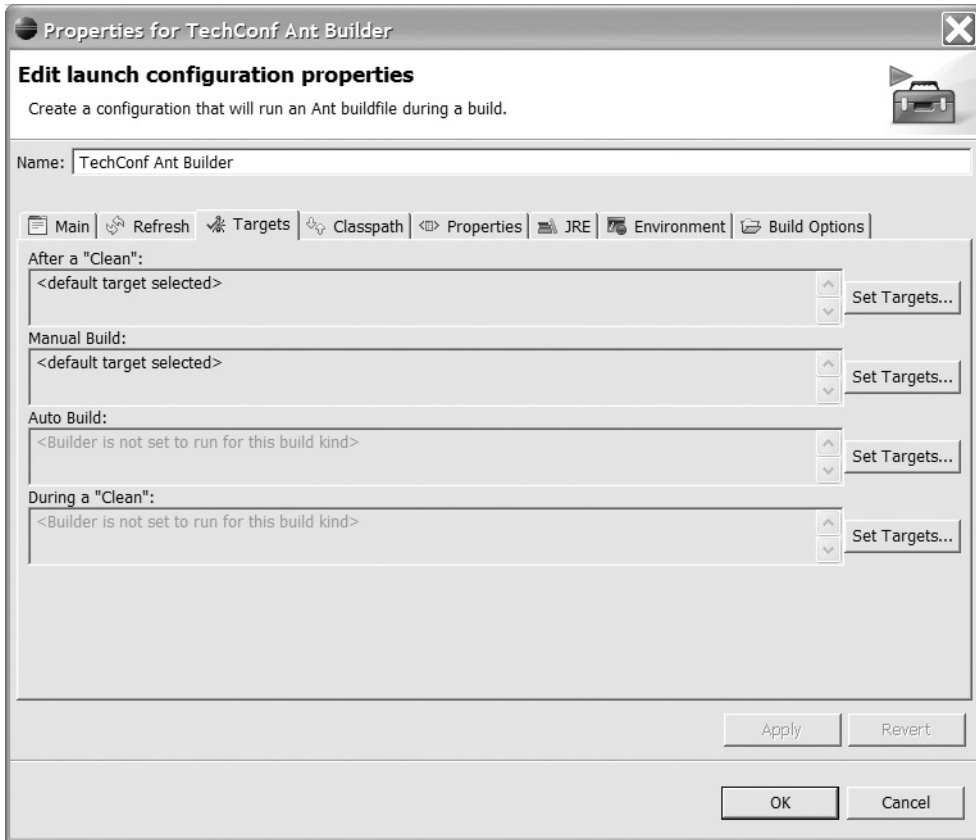 Properties for TechConf Ant Builder
Edit launch configuration properties
Create a configuration that will run an Ant buildfile during a build.
Name: TechConf Ant Builder
Main Refresh Targets Classpath Properties JRE Environment Build Options
After a "Clean":
<default target selected>
Set Targets...
Manual Build:
<default target selected>
Set Targets...
Auto Build:
<Builder is not set to run for this build kind>
Set Targets...
During a "Clean":
<Builder is not set to run for this build kind>
Set Targets...
Apply Revert
OK Cancel